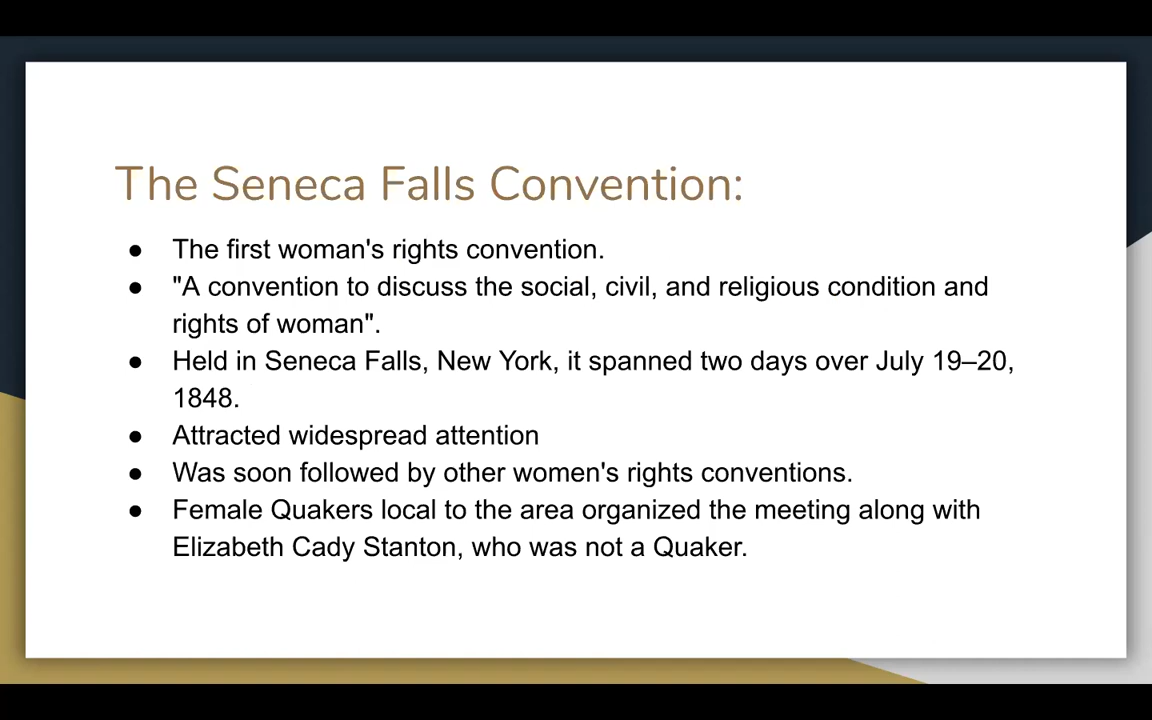 The Seneca Falls Convention:
● The first woman's rights convention.
● "A convention to discuss the social, civil, and religious condition and
rights of woman".
● Held in Seneca Falls, New York, it spanned two days over July 19–20,
1848.
● Attracted widespread attention
● Was soon followed by other women's rights conventions.
● Female Quakers local to the area organized the meeting along with
Elizabeth Cady Stanton, who was not a Quaker.